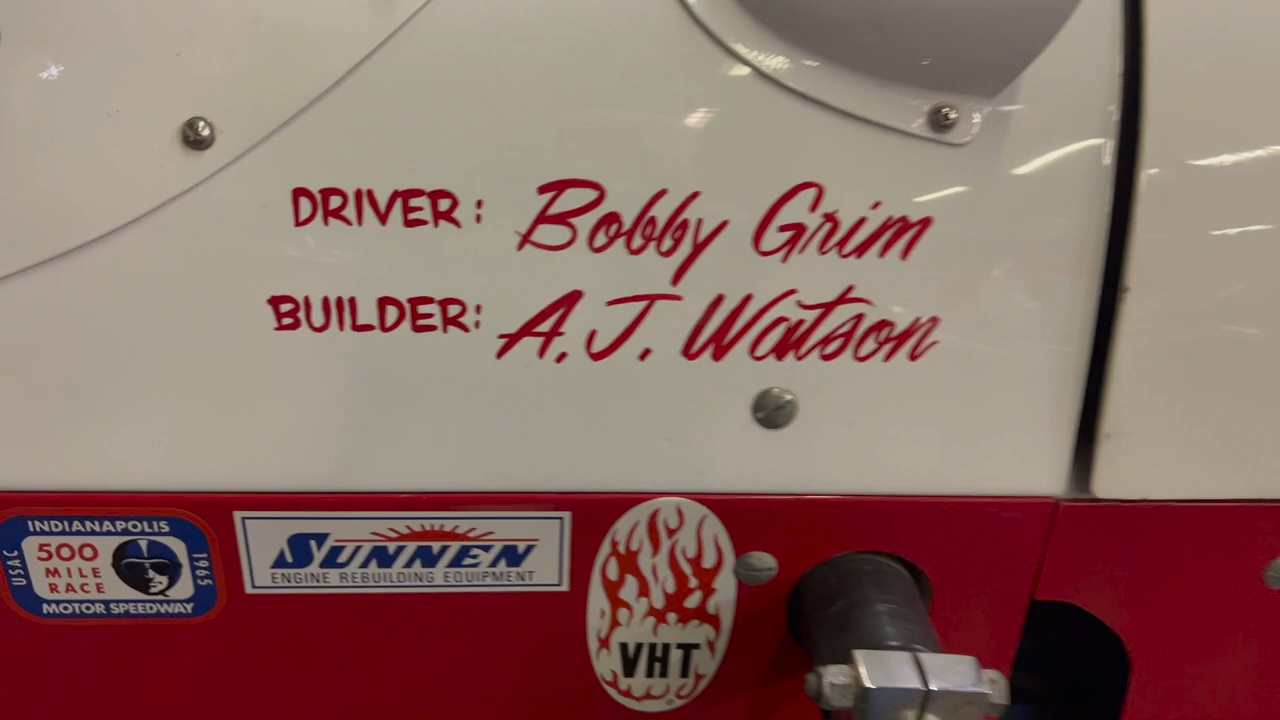 DRIVER: Bobby Grim
BUILDER: A.J. Watson
INDIANAPOLIS
USAC
500
MILE
RACE
1965
MOTOR SPEEDWAY
SUNNEN
ENGINE REBUILDING EQUIPMENT
VHT